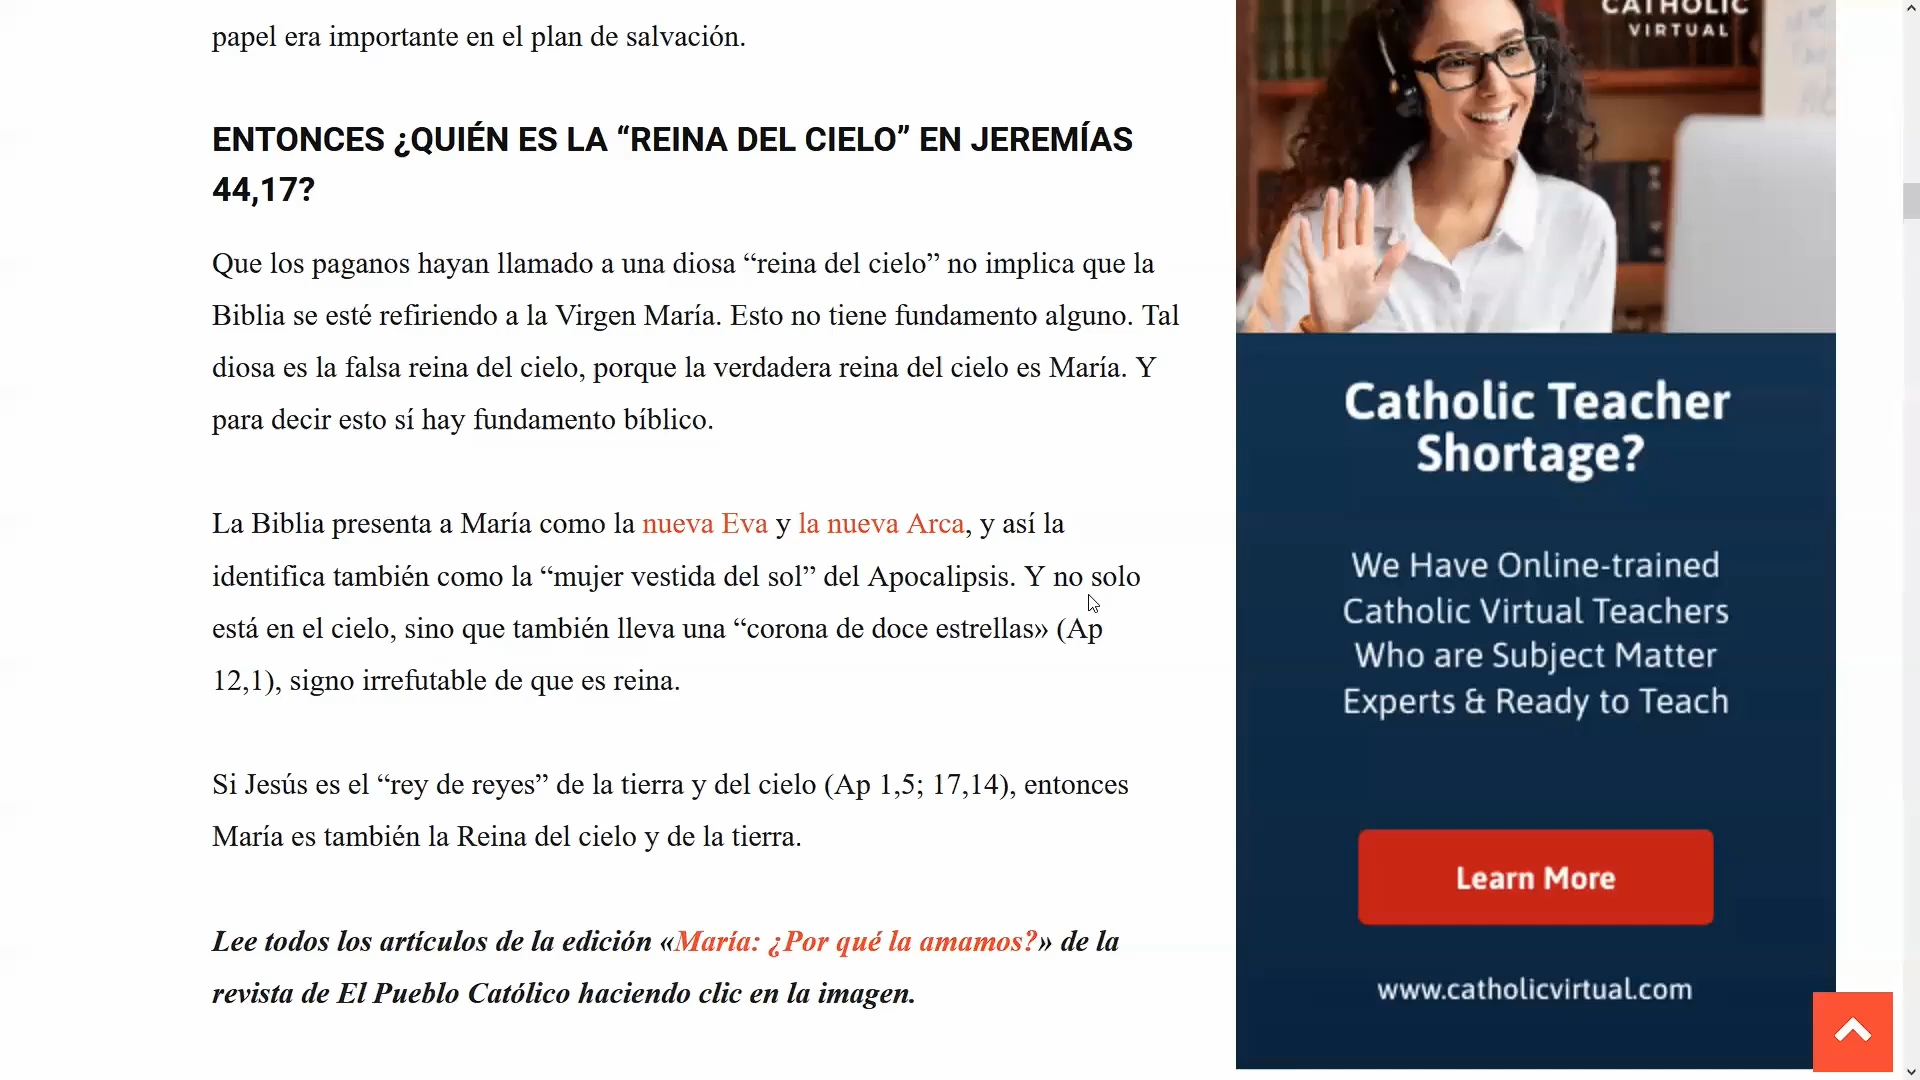 papel era importante en el plan de salvación.
ENTONCES ¿QUIÉN ES LA “REINA DEL CIELO” EN JEREMÍAS
44,17?
Que los paganos hayan llamado a una diosa “reina del cielo” no implica que la
Biblia se esté refiriendo a la Virgen María. Esto no tiene fundamento alguno. Tal
diosa es la falsa reina del cielo, porque la verdadera reina del cielo es María. Y
para decir esto sí hay fundamento bíblico.
La Biblia presenta a María como la nueva Eva y la nueva Arca, y así la
identifica también como la “mujer vestida del sol” del Apocalipsis. Y no solo
está en el cielo, sino que también lleva una “corona de doce estrellas» (Ap
12,1), signo irrefutable de que es reina.
Si Jesús es el “rey de reyes” de la tierra y del cielo (Ap 1,5; 17,14), entonces
María es también la Reina del cielo y de la tierra.
Lee todos los artículos de la edición «María: ¿Por qué la amamos?» de la
revista de El Pueblo Católico haciendo clic en la imagen.
CATHOLIC
VIRTUAL
Catholic Teacher
Shortage?
We Have Online-trained
Catholic Virtual Teachers
Who are Subject Matter
Experts & Ready to Teach
Learn More
www.catholicvirtual.com